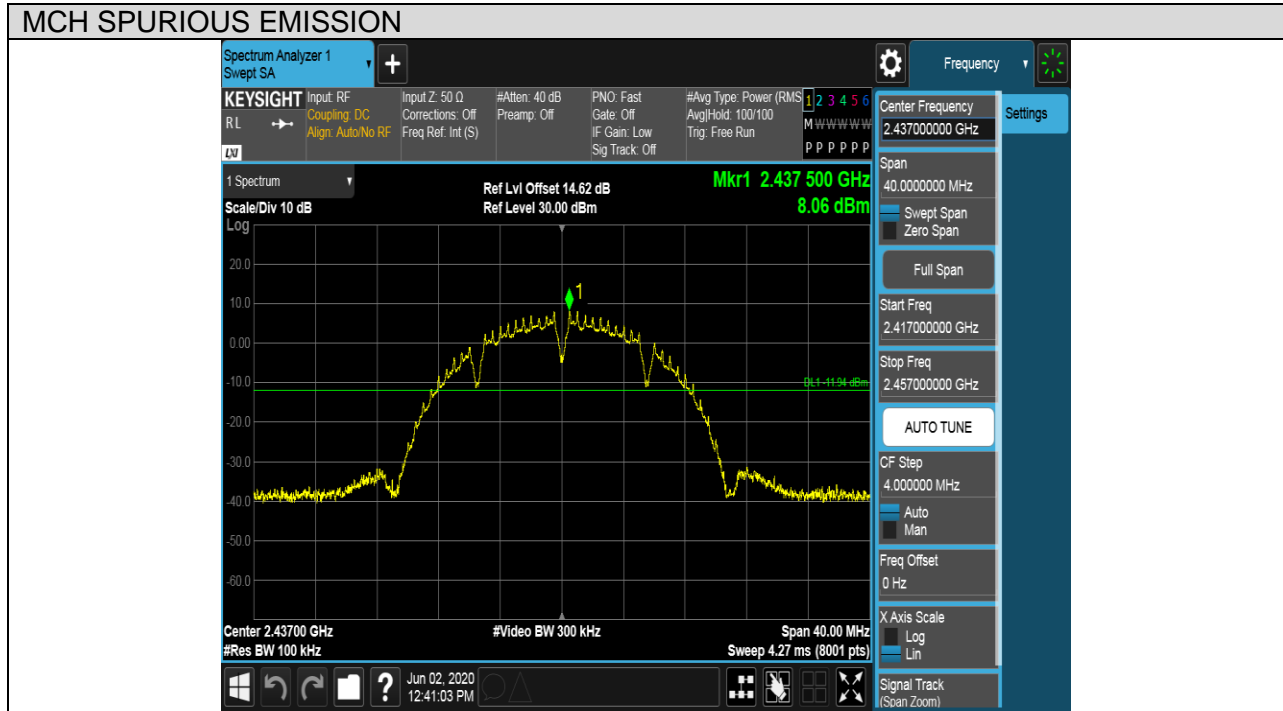 MCH SPURIOUS EMISSION
Spectrum Analyzer 1
Swept SA
Frequency
KEYSIGHT
RL
LXI
Input: RF
Coupling: DC
Align: Auto/No RF
Input Z: 50 Ω
Corrections: Off
Freq Ref: Int (S)
#Atten: 40 dB
Preamp: Off
PNO: Fast
Gate: Off
IF Gain: Low
Sig Track: Off
#Avg Type: Power (RMS
Avg|Hold: 100/100
Trig: Free Run
1 2 3 4 5 6
M W W W W W
P P P P P P
Settings
1 Spectrum
Scale/Div 10 dB
Ref Lvl Offset 14.62 dB
Ref Level 30.00 dBm
Mkr1 2.437 500 GHz
8.06 dBm
Log
20.0
10.0
0.00
-10.0
-20.0
-30.0
-40.0
-50.0
-60.0
1
DL1 -11.94 dBm
Center 2.43700 GHz
#Res BW 100 kHz
#Video BW 300 kHz
Span 40.00 MHz
Sweep 4.27 ms (8001 pts)
Jun 02, 2020
12:41:03 PM
?
Center Frequency
2.437000000 GHz
Span
40.0000000 MHz
Swept Span
Zero Span
Full Span
Start Freq
2.417000000 GHz
Stop Freq
2.457000000 GHz
AUTO TUNE
CF Step
4.000000 MHz
Auto
Man
Freq Offset
0 Hz
X Axis Scale
Log
Lin
Signal Track
(Span Zoom)